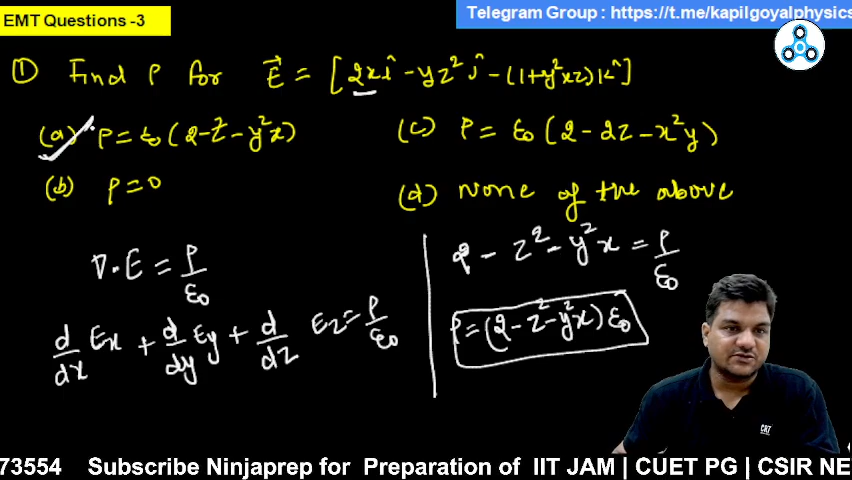 EMT Questions -3
Telegram Group : https://t.me/kapilgoyalphysics
① Find ρ for E⃗ = [2xî - yz²ĵ - (1+y²xz)k̂]
(a) ρ = ε₀ (2-z²-y²x)
(c) ρ = ε₀ (2-2z-x²y)
(b) ρ=0
(d) None of the above
∇·E = ρ/ε₀
d/dx Ex + d/dy Ey + d/dz Ez = ρ/ε₀
2 - z² - y²x = ρ/ε₀
ρ = (2-z²-y²x) ε₀
CAT
73554 Subscribe Ninjaprep for Preparation of IIT JAM | CUET PG | CSIR NE